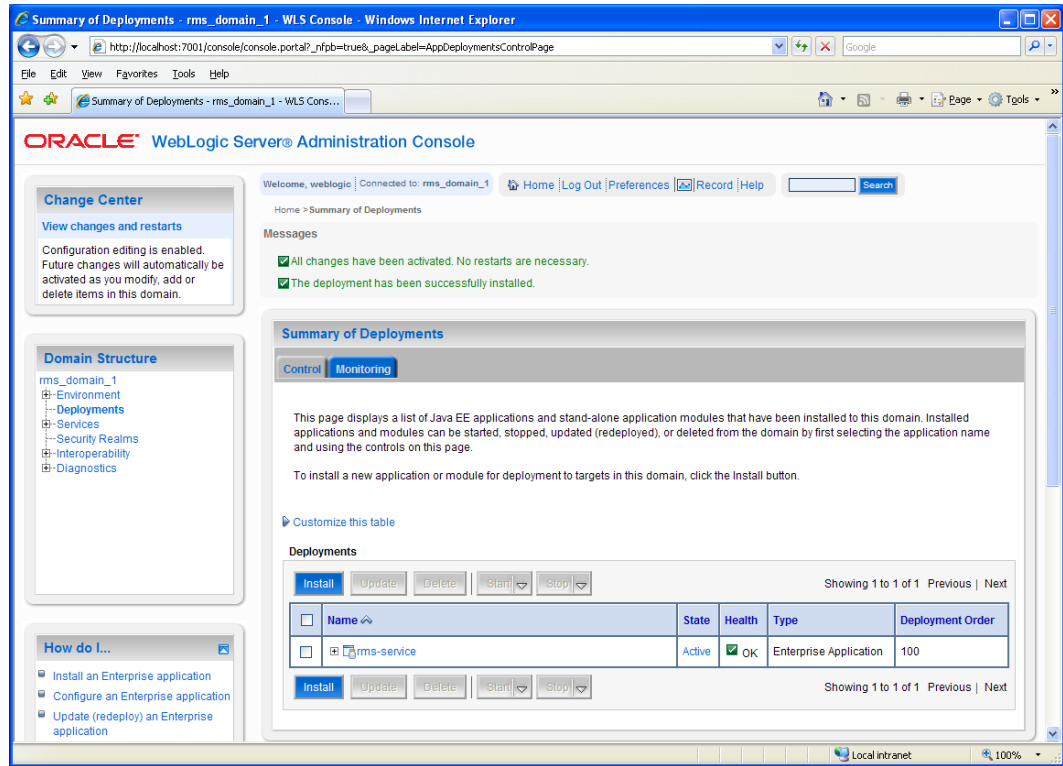 Summary of Deployments - rms_domain_1 - WLS Console - Windows Internet Explorer
http://localhost:7001/console/console.portal?_nfpb=true&_pageLabel=AppDeploymentsControlPage
Google
File Edit View Favorites Tools Help
Summary of Deployments - rms_domain_1 - WLS Cons...
Page Tools »
ORACLE® WebLogic Server® Administration Console
Change Center
View changes and restarts
Configuration editing is enabled.
Future changes will automatically be
activated as you modify, add or
delete items in this domain.
Domain Structure
rms_domain_1
Environment
Deployments
Services
Security Realms
Interoperability
Diagnostics
How do I...
Install an Enterprise application
Configure an Enterprise application
Update (redeploy) an Enterprise
application
Welcome, weblogic Connected to: rms_domain_1 Home Log Out Preferences Record Help Search
Home >Summary of Deployments
Messages
All changes have been activated. No restarts are necessary.
The deployment has been successfully installed.
Summary of Deployments
Control Monitoring
This page displays a list of Java EE applications and stand-alone application modules that have been installed to this domain. Installed
applications and modules can be started, stopped, updated (redeployed), or deleted from the domain by first selecting the application name
and using the controls on this page.
To install a new application or module for deployment to targets in this domain, click the Install button.
Customize this table
Deployments
Install Update Delete Start Stop Showing 1 to 1 of 1 Previous | Next
Name State Health Type Deployment Order
rms-service Active OK Enterprise Application 100
Install Update Delete Start Stop Showing 1 to 1 of 1 Previous | Next
Local intranet 100%